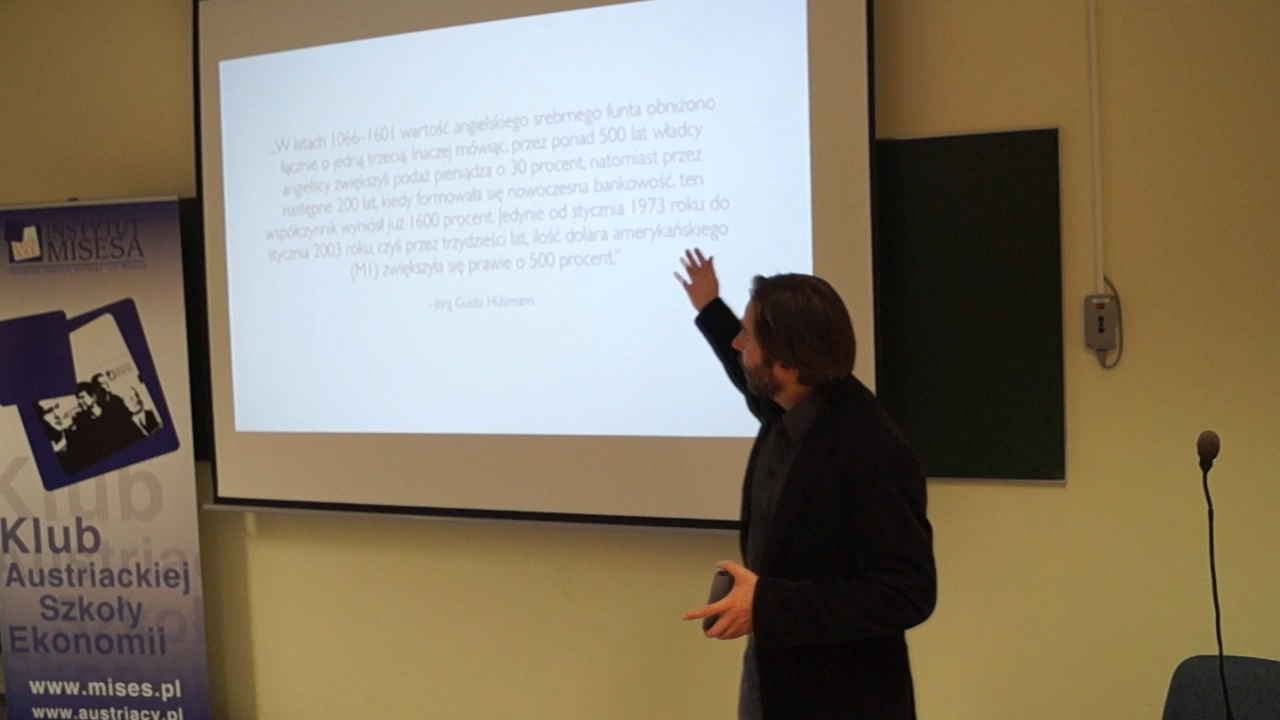 „W latach 1066–1601 wartość angielskiego srebrnego funta obniżono
łącznie o jedną trzecią. Inaczej mówiąc, przez ponad 500 lat władcy
angielscy zwiększyli podaż pieniądza o 30 procent, natomiast przez
następne 200 lat, kiedy formowała się nowoczesna bankowość, ten
współczynnik wyniósł już 1600 procent. Jedynie od stycznia 1973 roku do
stycznia 2003 roku, czyli przez trzydzieści lat, ilość dolara amerykańskiego
(M1) zwiększyła się prawie o 500 procent.”
-Jörg Guido Hülsmann
INSTYTUT
MISESA
Klub
Klub
Austriackiej
Szkoły
Ekonomii
www.mises.pl
www.austriacy.pl